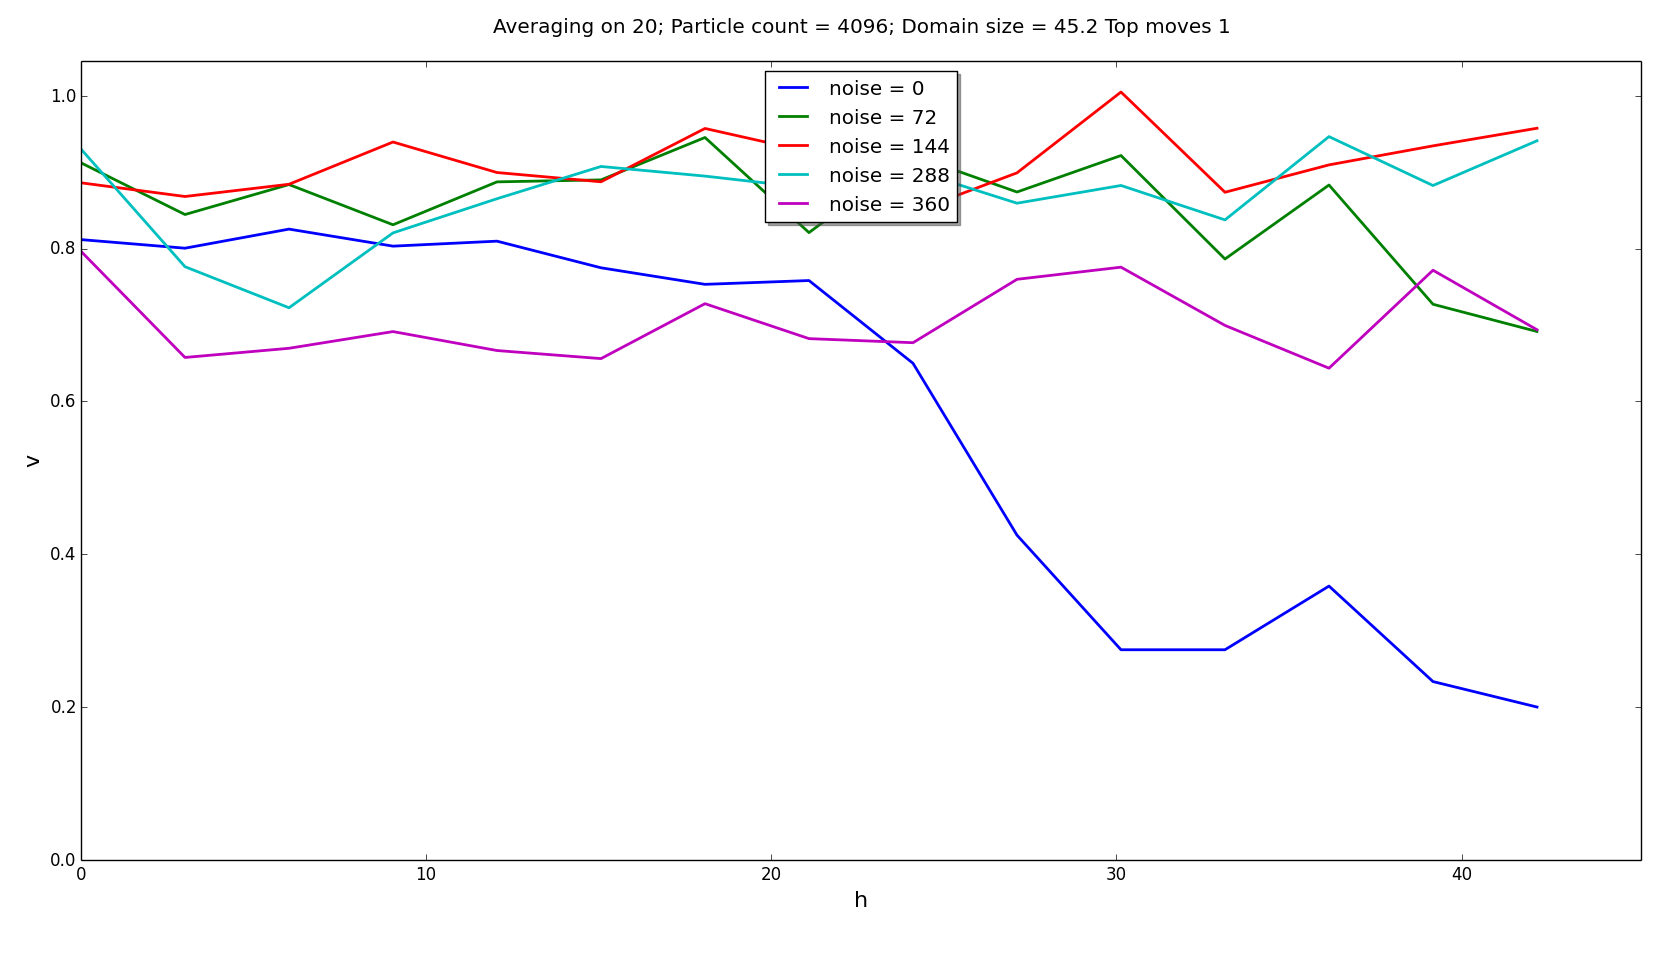 Averaging on 20; Particle count = 4096; Domain size = 45.2 Top moves 1
noise = 0
noise = 72
noise = 144
noise = 288
noise = 360
1.0
0.8
0.6
0.4
0.2
0.0
v
0 10 20 30 40
h